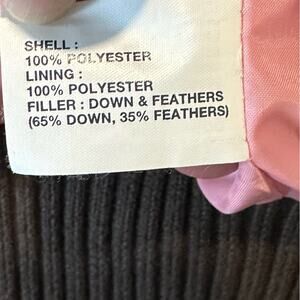 SHELL :
100% POLYESTER
LINING :
100% POLYESTER
FILLER : DOWN & FEATHERS
(65% DOWN, 35% FEATHERS)